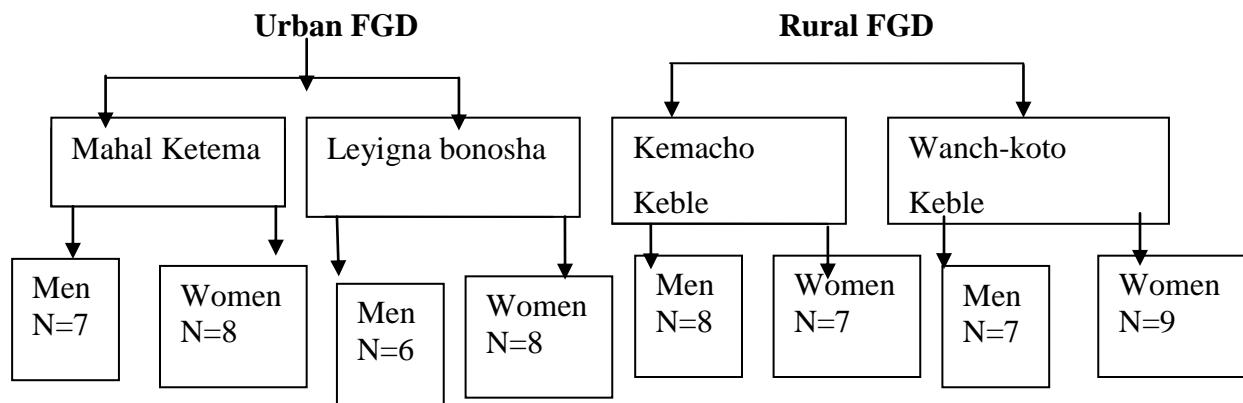 Urban FGD
Rural FGD
Mahal Ketema
Leyigna bonosha
Kemacho
Keble
Wanch-koto
Keble
Men
N=7
Women
N=8
Men
N=6
Women
N=8
Men
N=8
Women
N=7
Men
N=7
Women
N=9